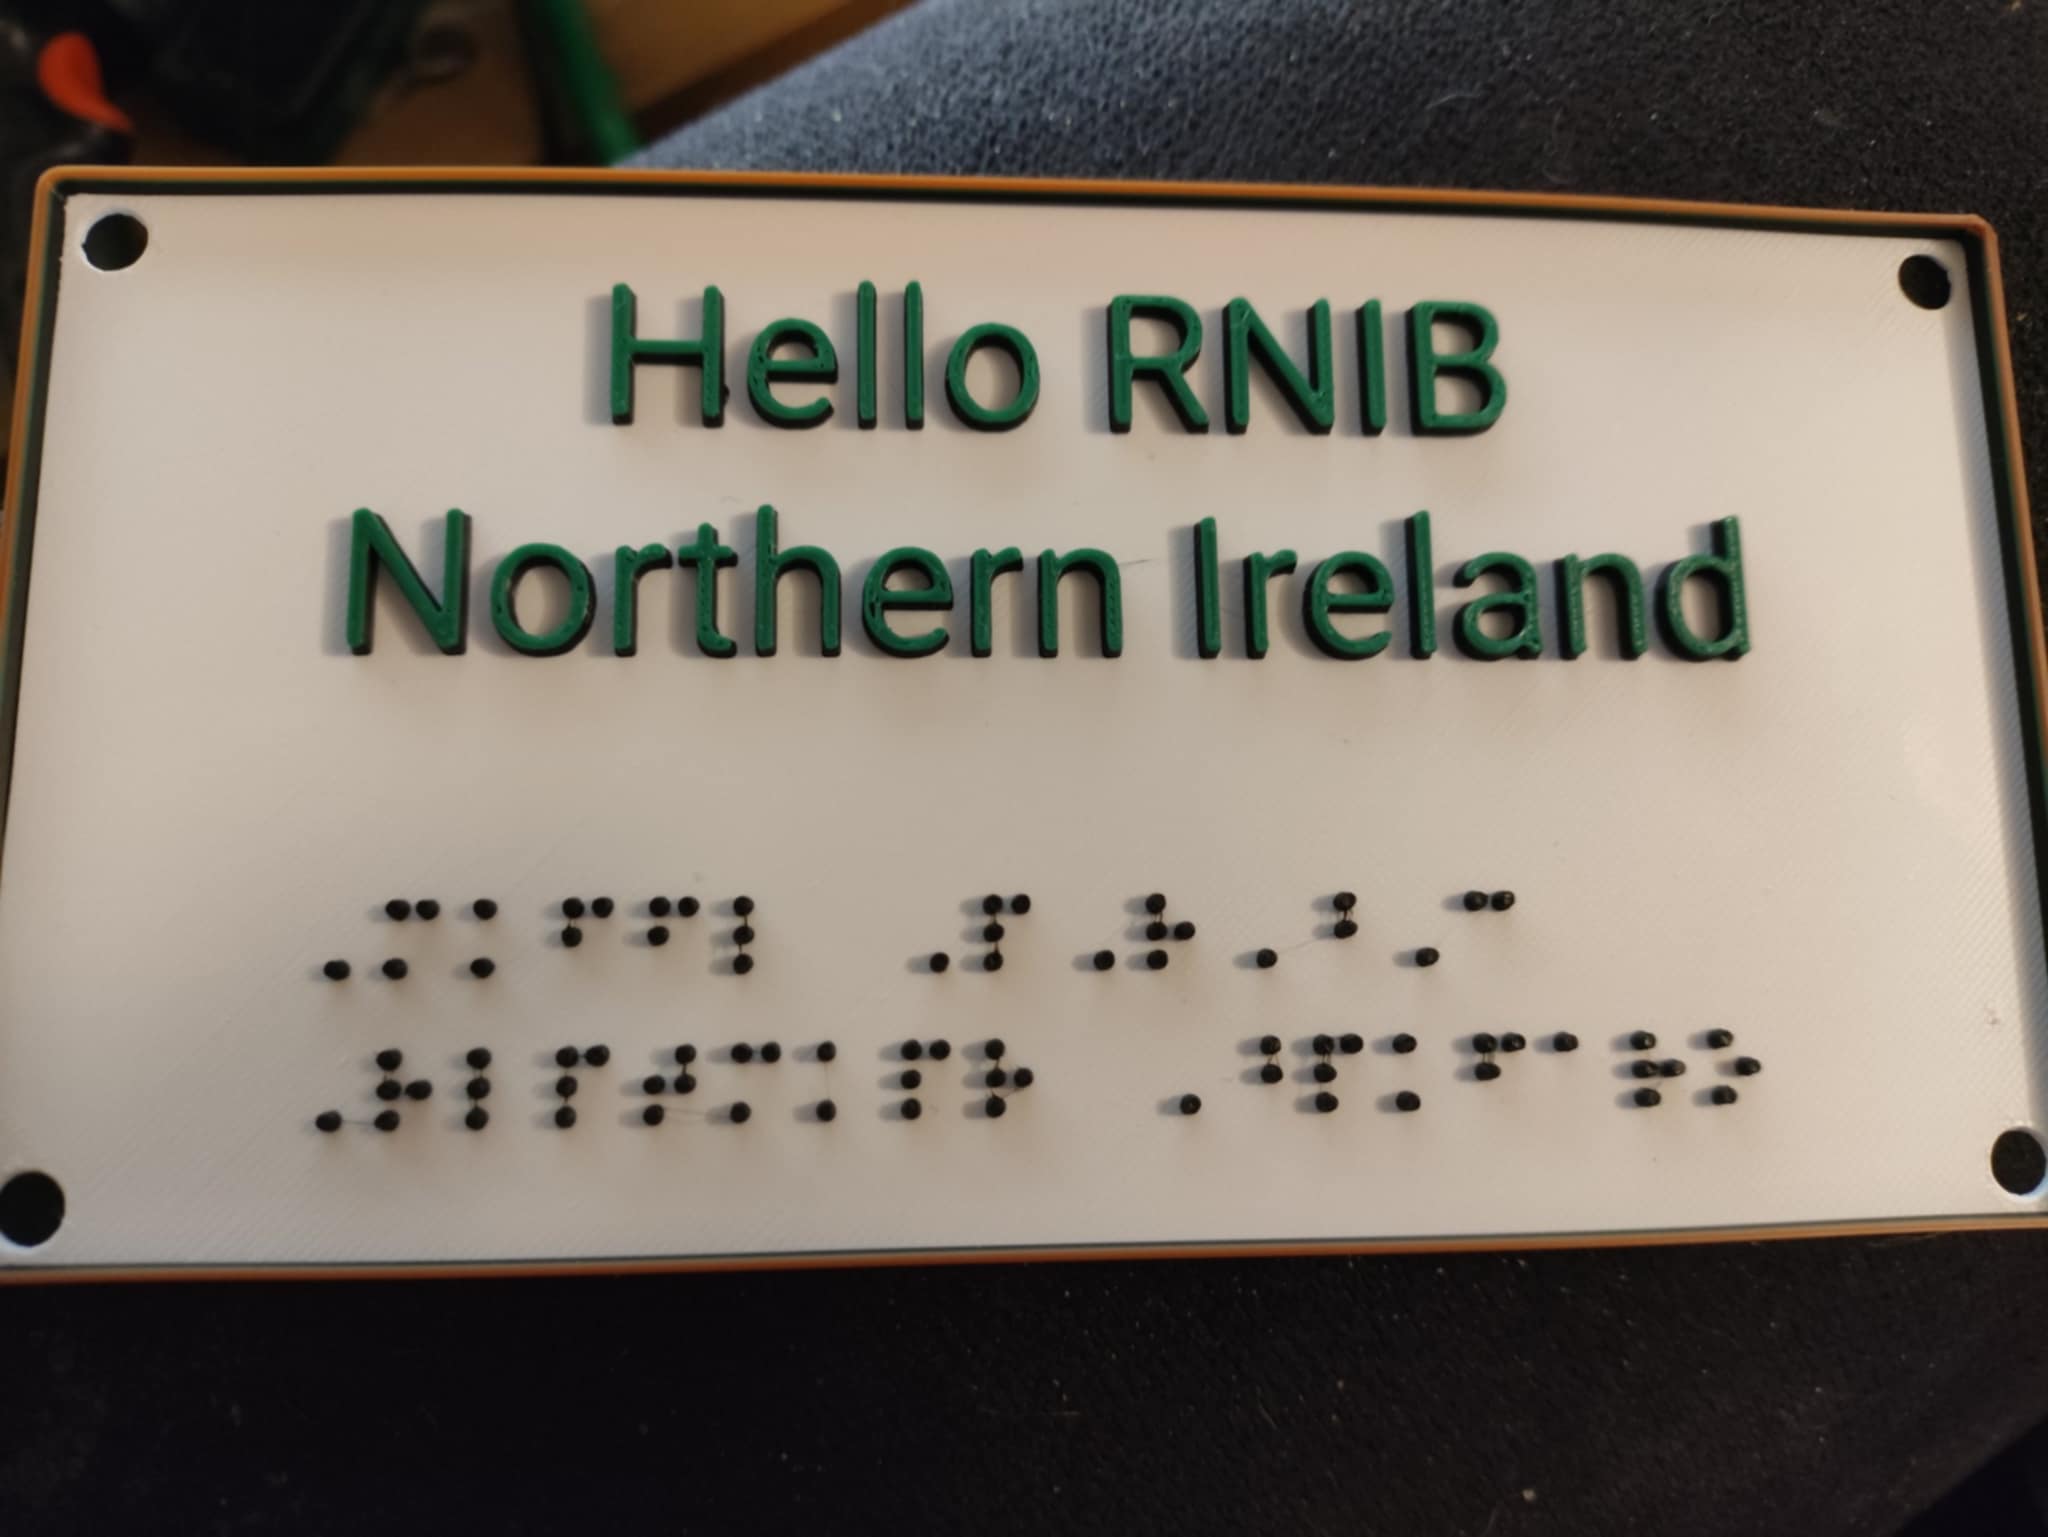 Hello RNIB
Northern Ireland
⠠⠍⠅⠋⠋⠇ ⠠⠏⠠⠗⠠⠘⠠⠉
⠠⠗⠇⠏⠞⠍⠅⠏⠗ ⠠⠘⠏⠅⠋⠁⠗⠕